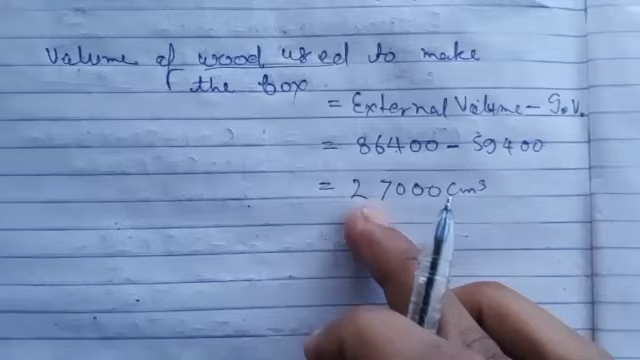 Volume of wood used to make
the box
= External Volume - I.V.
= 86400 - 59400
= 27000 cm³